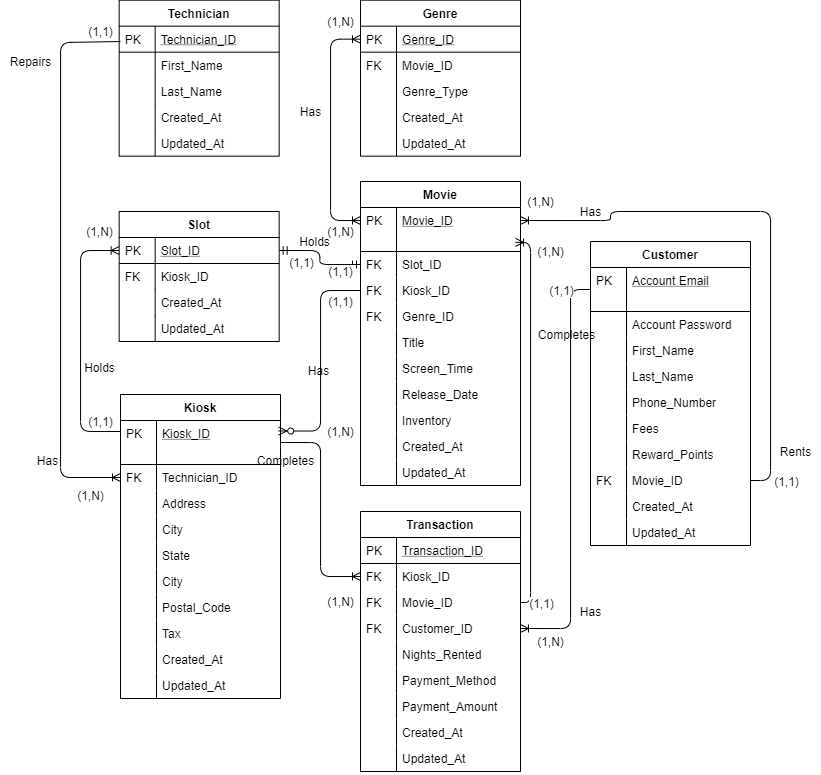 Technician
PK Technician_ID
First_Name
Last_Name
Created_At
Updated_At
(1,1)
Repairs
Genre
PK Genre_ID
FK Movie_ID
Genre_Type
Created_At
Updated_At
(1,N)
Has
(1,N)
Slot
PK Slot_ID
FK Kiosk_ID
Created_At
Updated_At
(1,N)
Holds
(1,1)
Holds
(1,1)
(1,1)
Movie
PK Movie_ID
FK Slot_ID
FK Kiosk_ID
FK Genre_ID
Title
Screen_Time
Release_Date
Inventory
Created_At
Updated_At
(1,1)
Has
(1,N)
(1,N)
Has
(1,N)
Customer
PK Account Email
Account Password
First_Name
Last_Name
Phone_Number
Fees
Reward_Points
FK Movie_ID
Created_At
Updated_At
(1,1)
Completes
Rents
(1,1)
Kiosk
PK Kiosk_ID
FK Technician_ID
Address
City
State
City
Postal_Code
Tax
Created_At
Updated_At
Has
(1,N)
Completes
(1,N)
Transaction
PK Transaction_ID
FK Kiosk_ID
FK Movie_ID
FK Customer_ID
Nights_Rented
Payment_Method
Payment_Amount
Created_At
Updated_At
(1,1)
Has
(1,N)